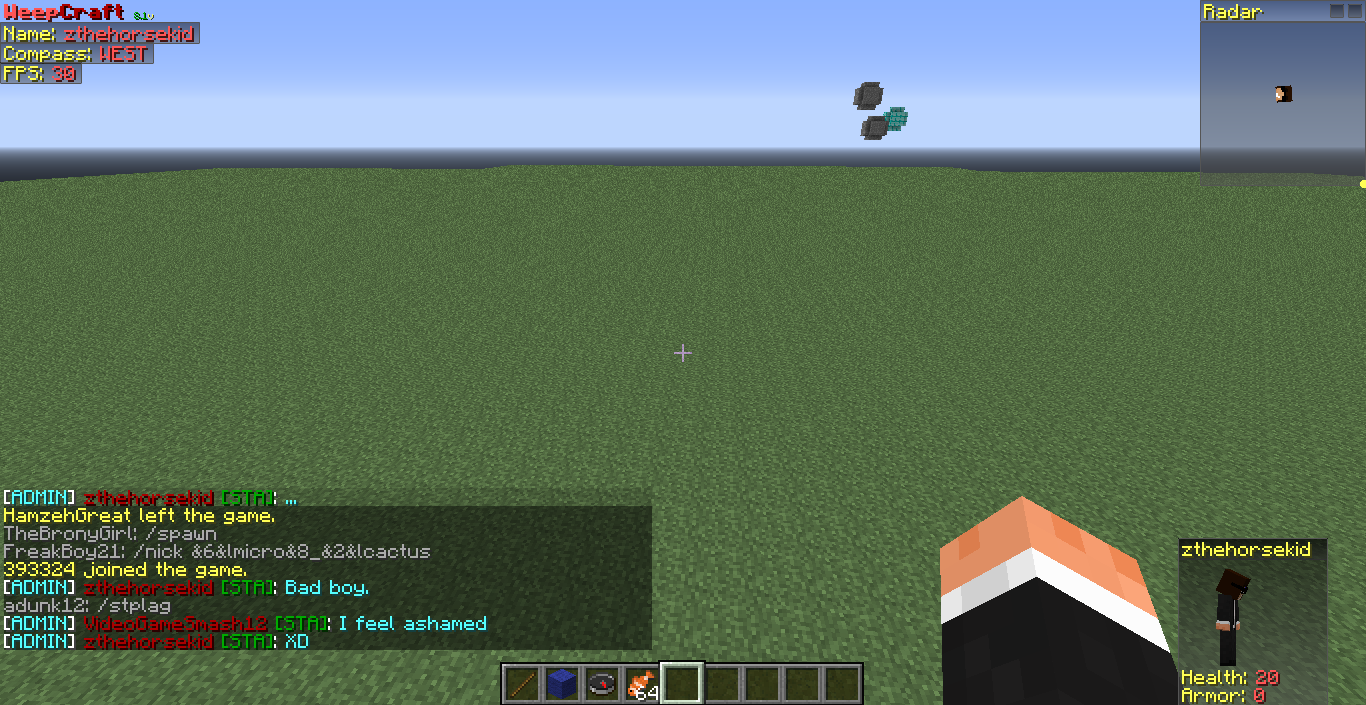 WeepCraft 8.1v
Name: zthehorsekid
Compass: WEST
FPS: 30
Radar
[ADMIN] zthehorsekid [STA]: ...
HamzehGreat left the game.
TheBronyGirl: /spawn
FreakBoy21: /nick &6&lmicro&8_&2&lcactus
393324 joined the game.
[ADMIN] zthehorsekid [STA]: Bad boy.
adunk12: /stplag
[ADMIN] VideoGameSmash12 [STA]: I feel ashamed
[ADMIN] zthehorsekid [STA]: XD
64
zthehorsekid
Health: 20
Armor: 0